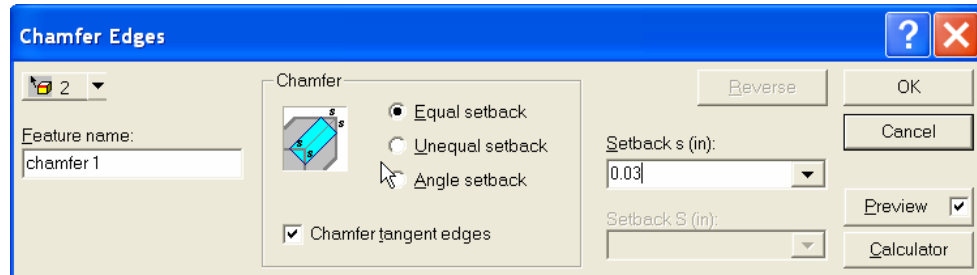 Chamfer Edges
?
2
Feature name:
chamfer 1
Chamfer
s
s
s
s
Equal setback
Unequal setback
Angle setback
Chamfer tangent edges
Reverse
Setback s (in):
0.03
Setback S (in):
OK
Cancel
Preview
Calculator